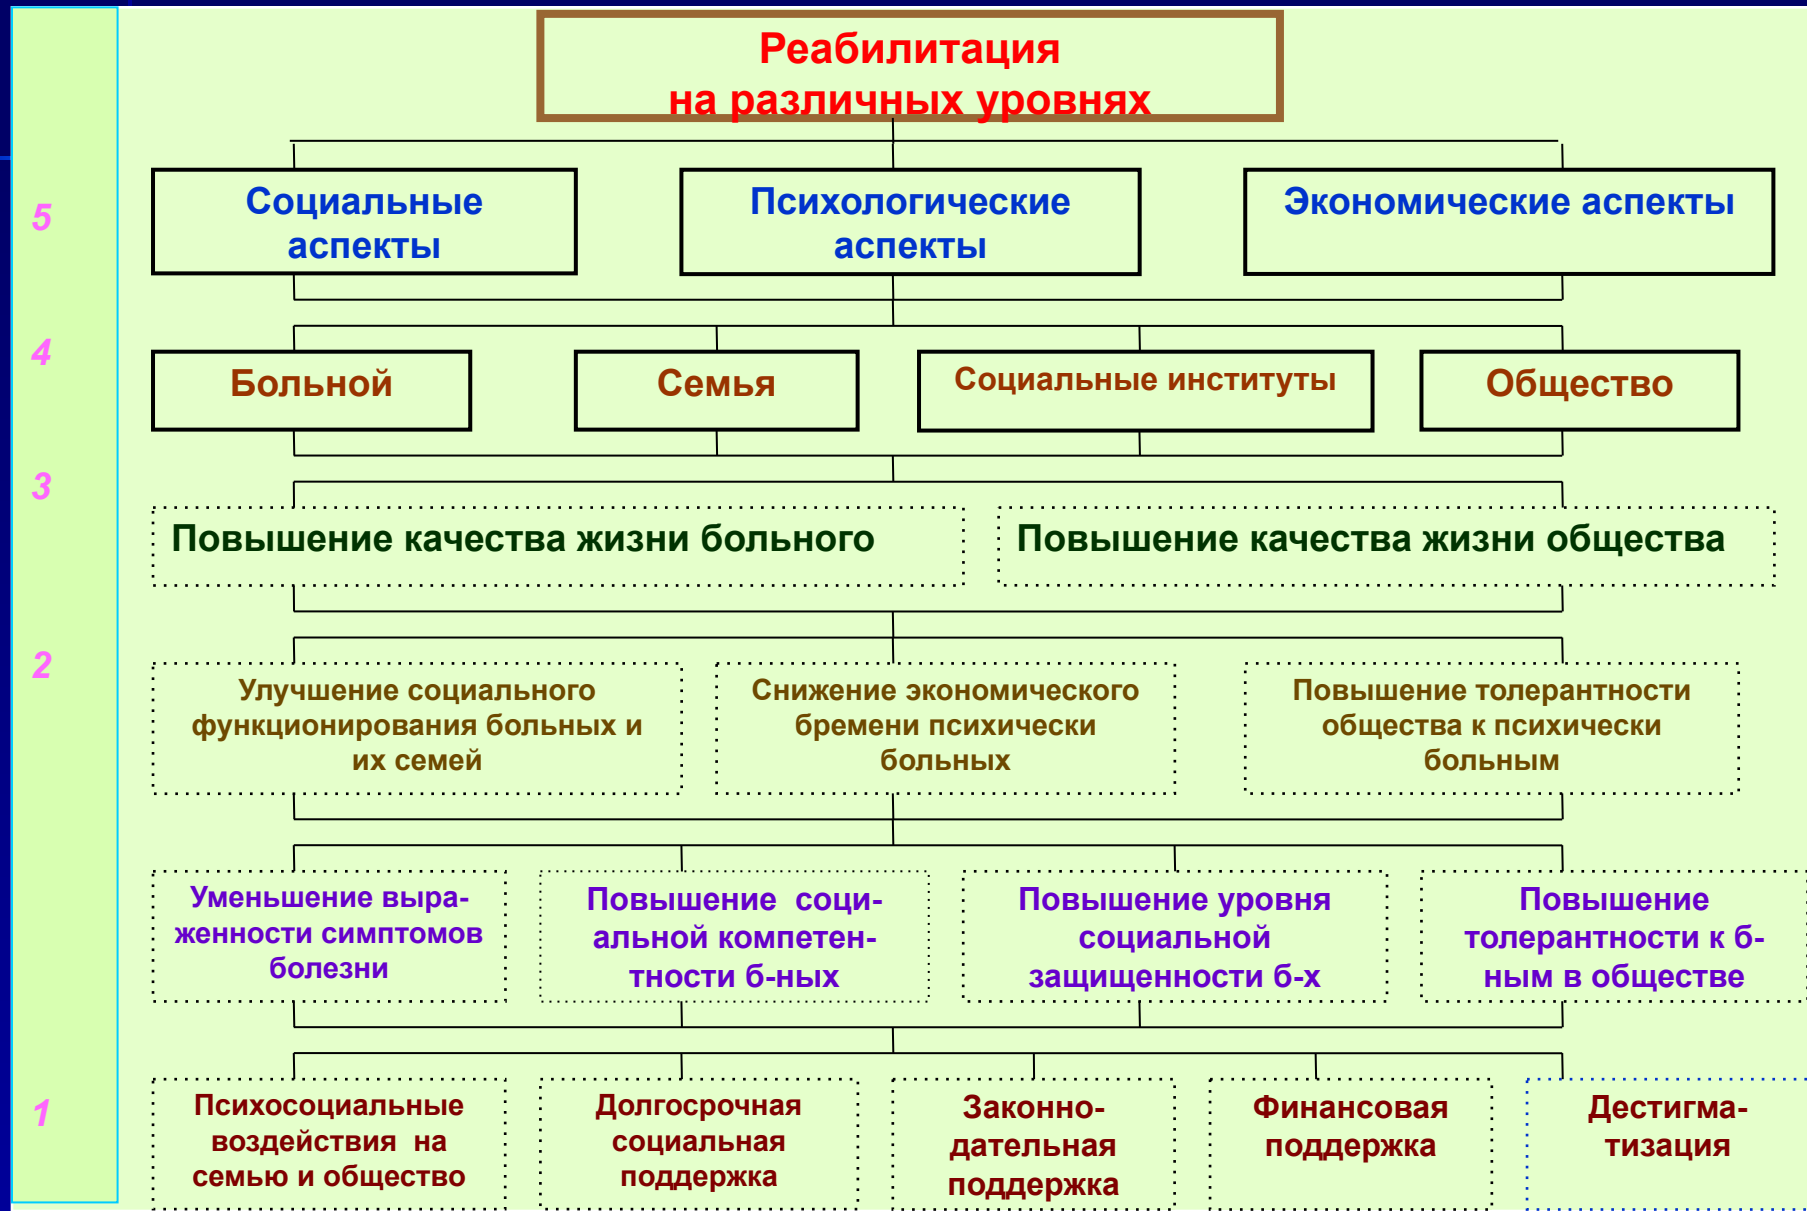 Реабилитация
на различных уровнях
5
Социальные
аспекты
Психологические
аспекты
Экономические аспекты
4
Больной
Семья
Социальные институты
Общество
3
Повышение качества жизни больного
Повышение качества жизни общества
2
Улучшение социального
функционирования больных и
их семей
Снижение экономического
бремени психически
больных
Повышение толерантности
общества к психически
больным
Уменьшение выра-
женности симптомов
болезни
Повышение соци-
альной компетен-
тности б-ных
Повышение уровня
социальной
защищенности б-х
Повышение
толерантности к б-
ным в обществе
1
Психосоциальные
воздействия на
семью и общество
Долгосрочная
социальная
поддержка
Законно-
дательная
поддержка
Финансовая
поддержка
Дестигма-
тизация